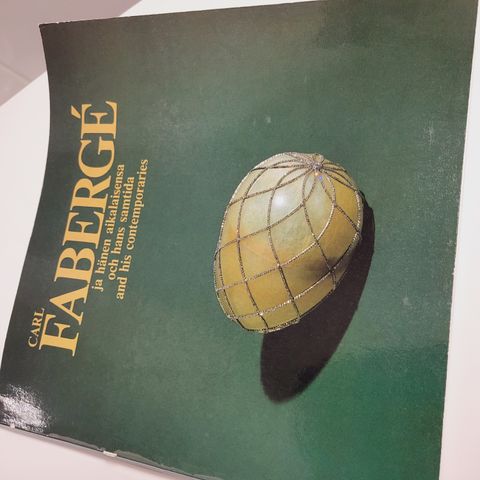 CARL
FABERGÉ
ja hänen aikalaisensa
och hans samtida
and his contemporaries